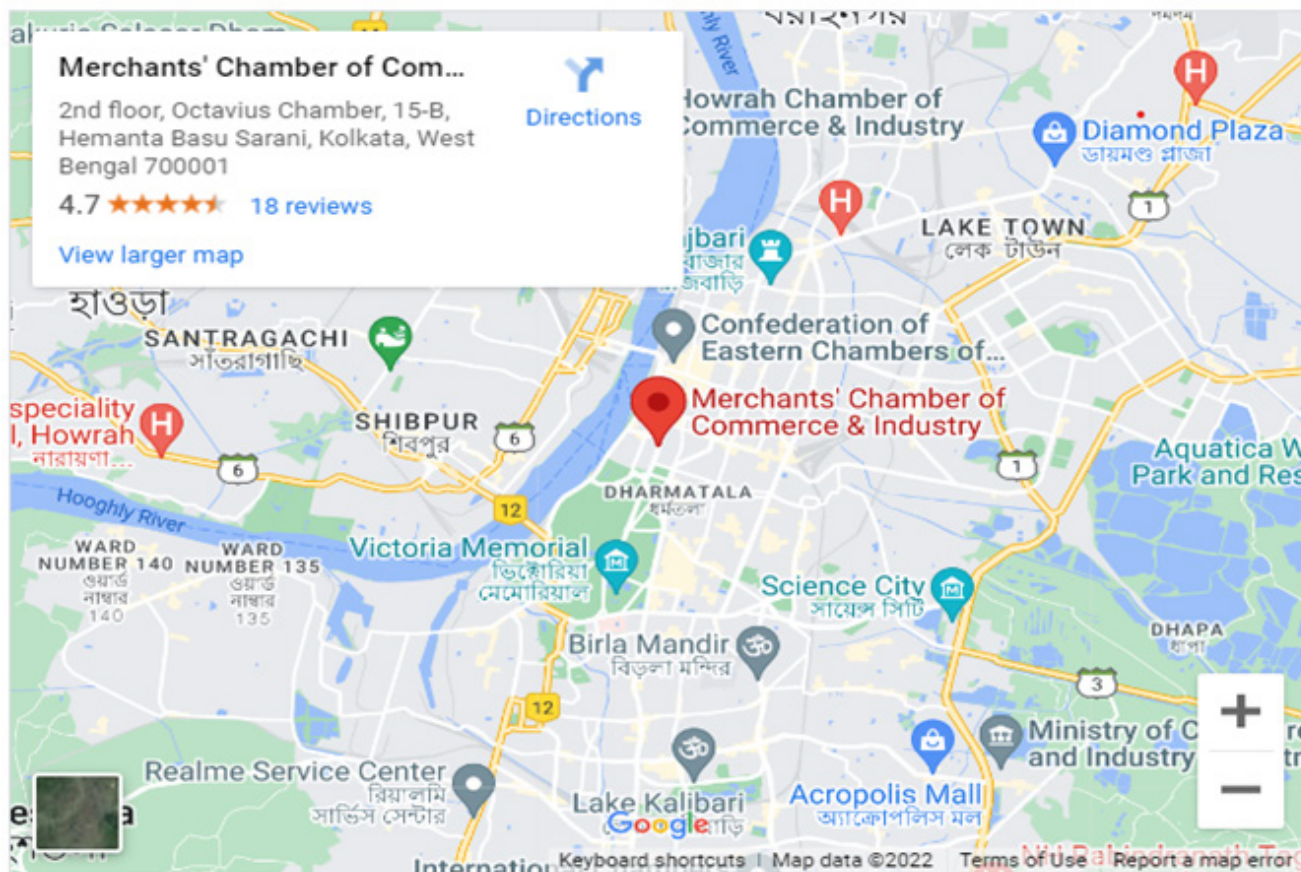 Merchants' Chamber of Com...
2nd floor, Octavius Chamber, 15-B,
Hemanta Basu Sarani, Kolkata, West
Bengal 700001
4.7
18 reviews
View larger map
Directions
Hooghly River
Howrah Chamber of
Commerce & Industry
H
Diamond Plaza
ডায়মণ্ড প্লাজা
H
1
LAKE TOWN
লেক টাউন
হাওড়া
SANTRAGACHI
সাঁতরাগাছি
Confederation of
Eastern Chambers of...
Merchants' Chamber of
Commerce & Industry
speciality
H
Howrah
নারায়ণা...
SHIBPUR
শিবপুর
6
6
1
Aquatica
Park and
Hooghly River
12
DHARMATALA
ধর্মতলা
WARD
NUMBER 140
ওয়ার্ড
নাম্বার
140
WARD
NUMBER 135
ওয়ার্ড
নাম্বার
135
Victoria Memorial
ভিক্টোরিয়া
মেমোরিয়াল
Science City
সায়েন্স সিটি
DHAPA
ধাপা
Birla Mandir
বিড়লা মন্দির
3
12
Ministry of
and Industry
Realme Service Center
রিয়ালমি
সার্ভিস সেন্টার
Lake Kalibari
Acropolis Mall
অ্যাক্রোপলিস মল
+
−
Google
Keyboard shortcuts
Map data ©2022
Terms of Use
Report a map error